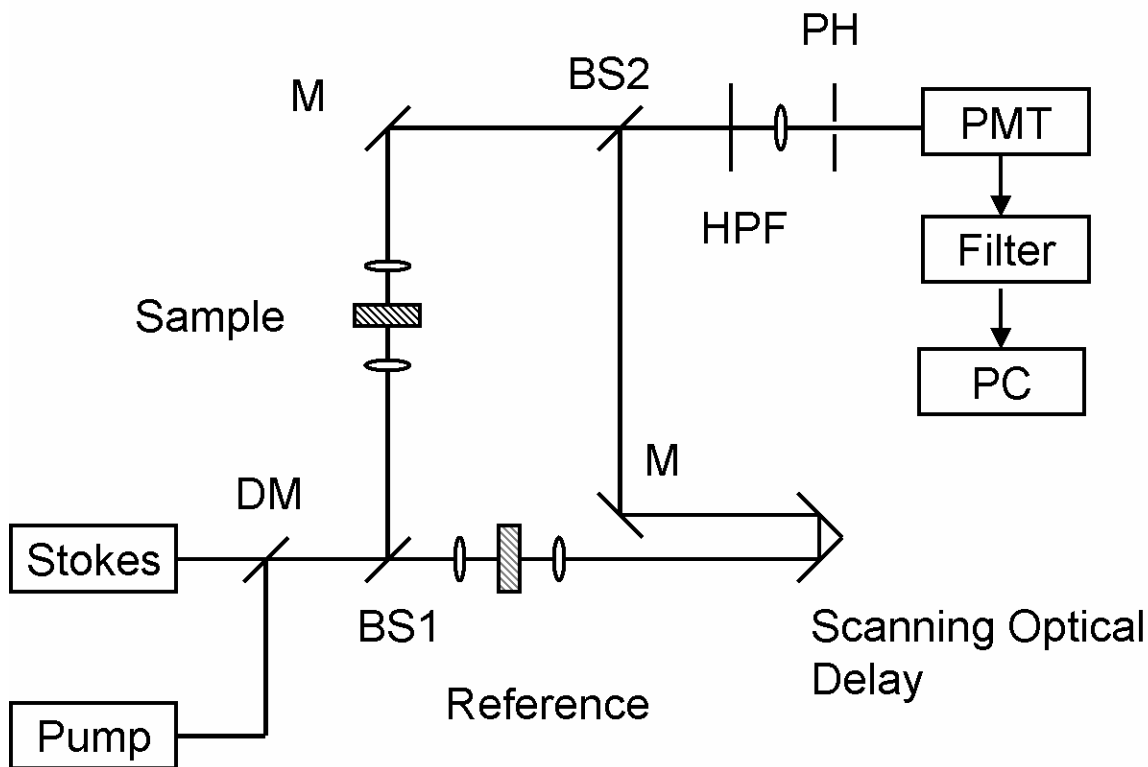 PH
BS2
M
PMT
HPF
Filter
Sample
PC
M
DM
Stokes
BS1
Scanning Optical
Delay
Reference
Pump